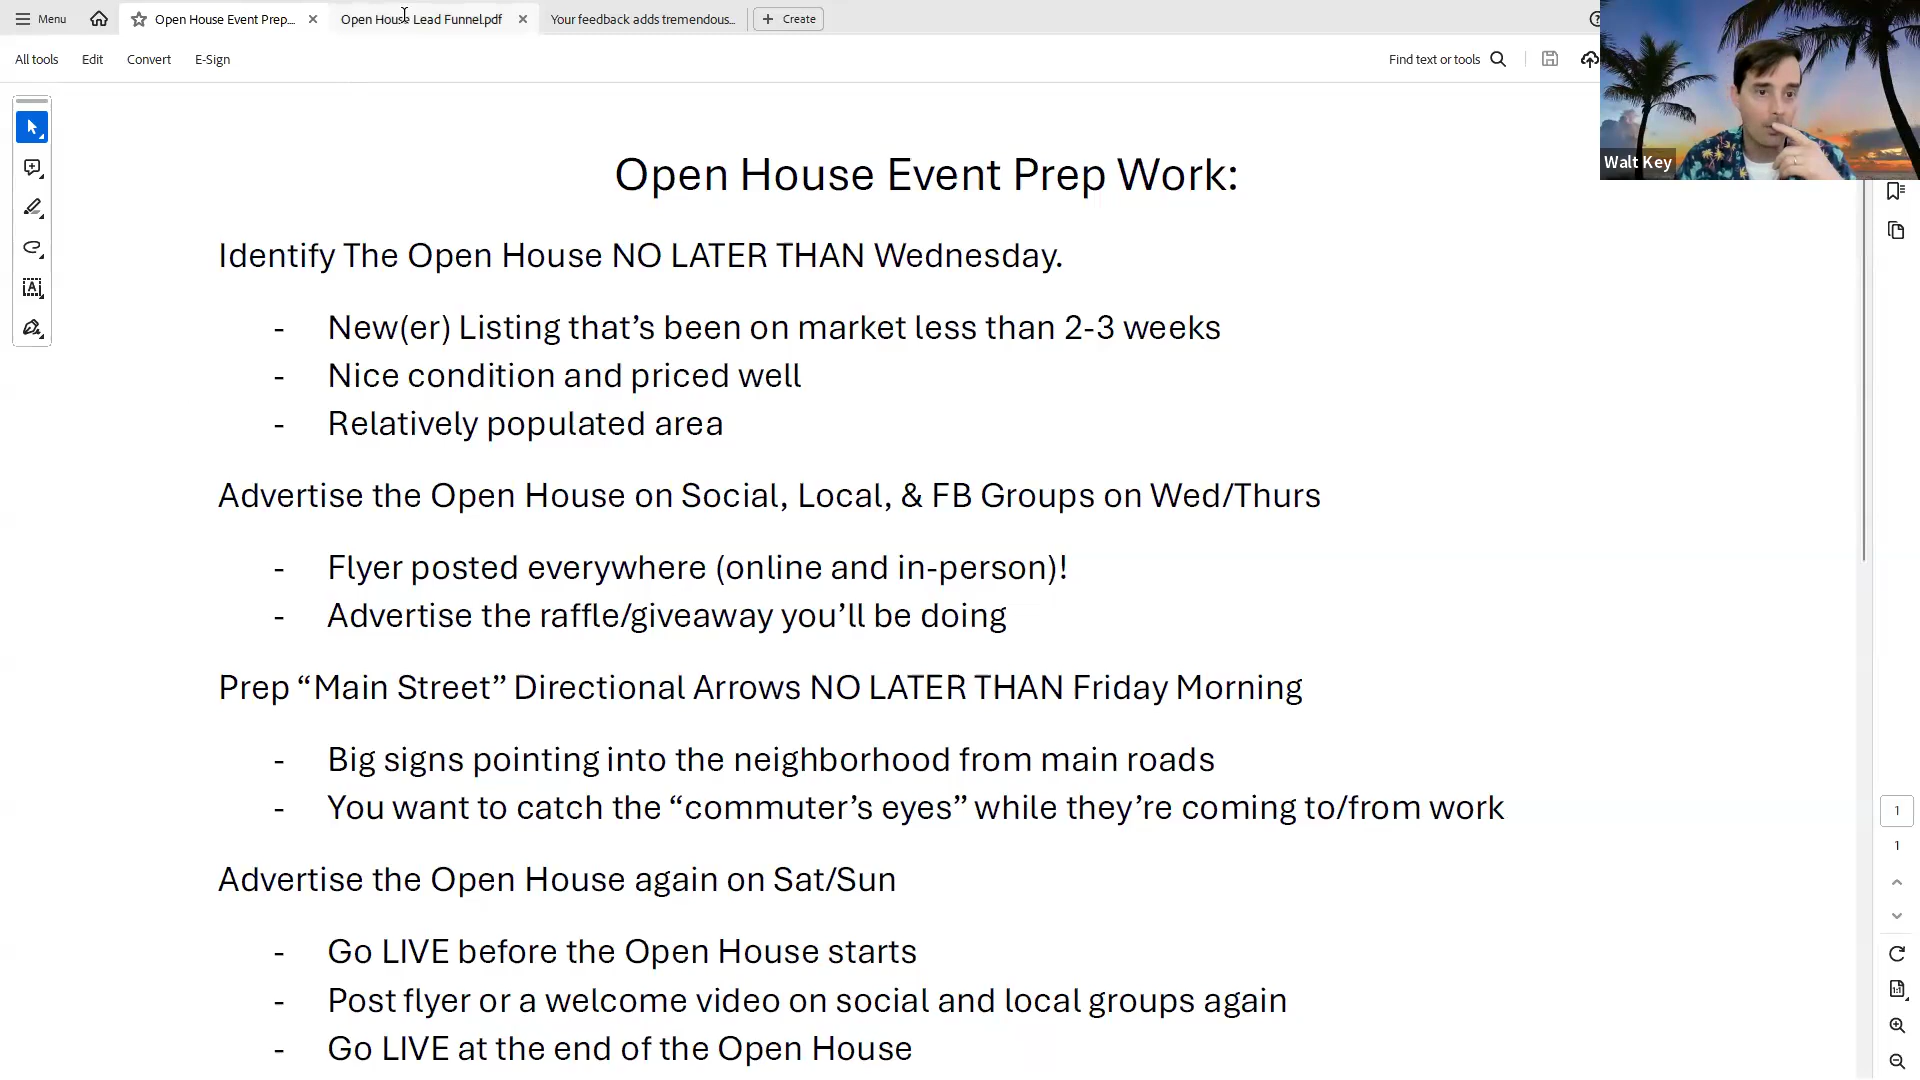 Menu
Open House Event Prep...
Open House Lead Funnel.pdf
Your feedback adds tremendous...
Create
All tools
Edit
Convert
E-Sign
Find text or tools
Walt Key
Open House Event Prep Work:
Identify The Open House NO LATER THAN Wednesday.
- New(er) Listing that’s been on market less than 2-3 weeks
- Nice condition and priced well
- Relatively populated area
Advertise the Open House on Social, Local, & FB Groups on Wed/Thurs
- Flyer posted everywhere (online and in-person)!
- Advertise the raffle/giveaway you’ll be doing
Prep “Main Street” Directional Arrows NO LATER THAN Friday Morning
- Big signs pointing into the neighborhood from main roads
- You want to catch the “commuter’s eyes” while they’re coming to/from work
Advertise the Open House again on Sat/Sun
- Go LIVE before the Open House starts
- Post flyer or a welcome video on social and local groups again
- Go LIVE at the end of the Open House
1
1